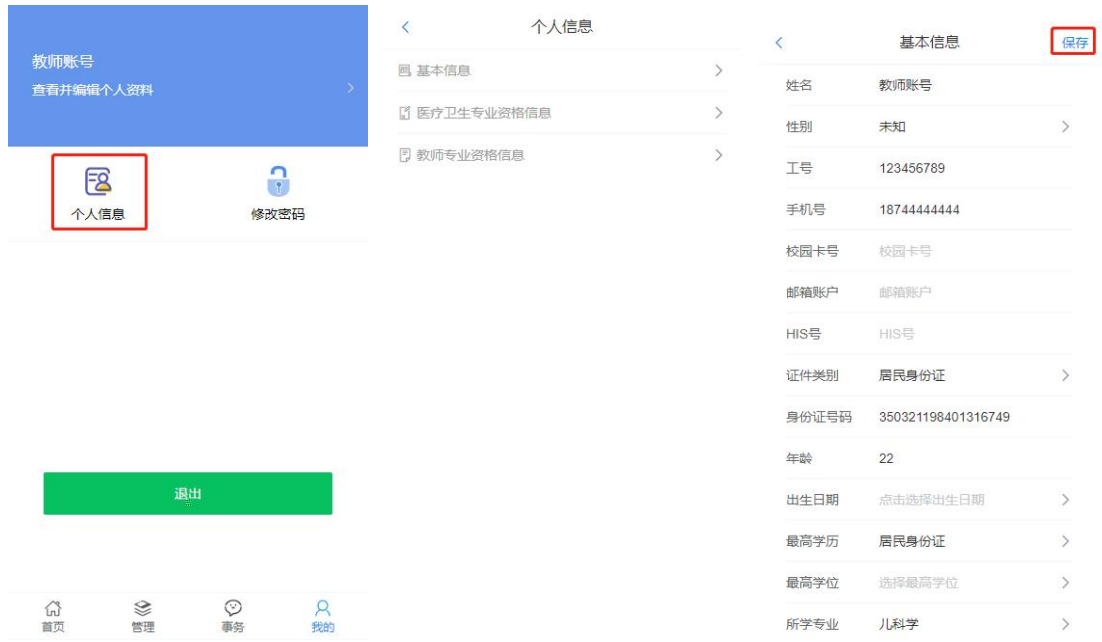 教师账号
查看并编辑个人资料
个人信息
修改密码
退出
首页
管理
事务
我的
个人信息
基本信息
医疗卫生专业资格信息
教师专业资格信息
基本信息
保存
姓名 教师账号
性别 未知
工号 123456789
手机号 18744444444
校园卡号 校园卡号
邮箱账户 邮箱账户
HIS号 HIS号
证件类别 居民身份证
身份证号码 350321198401316749
年龄 22
出生日期 点击选择出生日期
最高学历 居民身份证
最高学位 选择最高学位
所学专业 儿科学